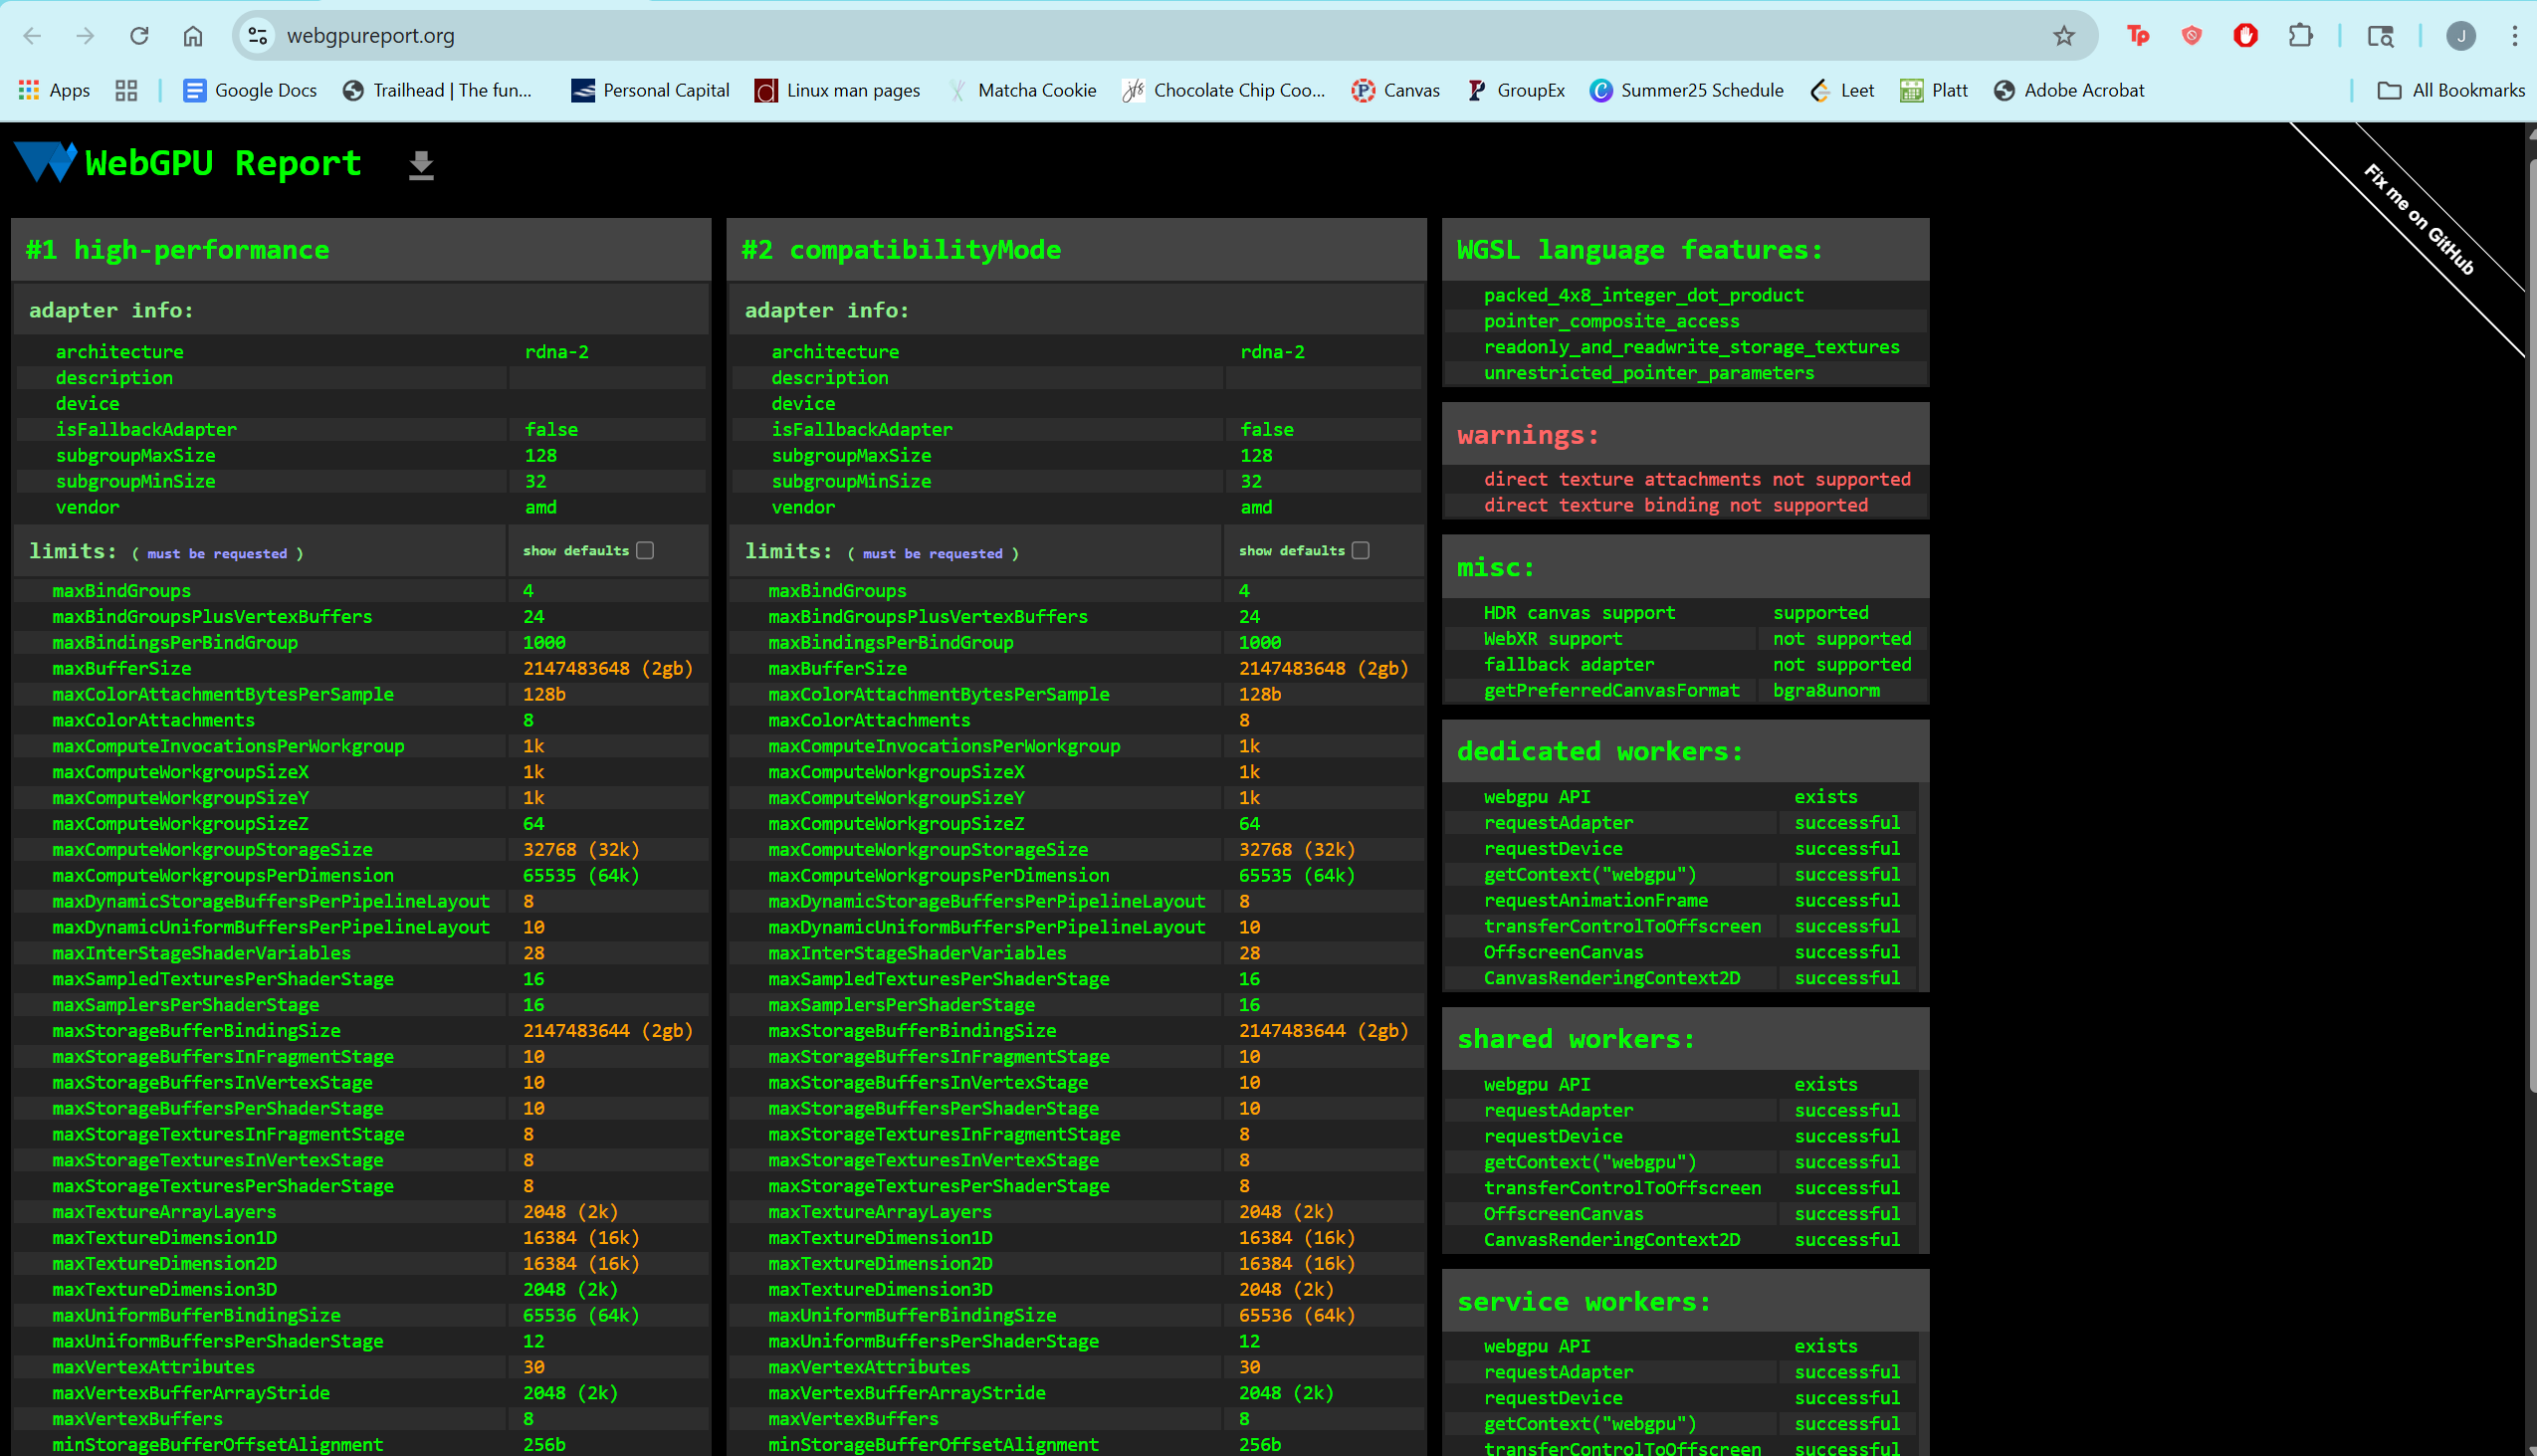 webgpureport.org
Tp
J
Apps
Google Docs
Trailhead | The fun...
Personal Capital
Linux man pages
Matcha Cookie
jfs Chocolate Chip Coo...
Canvas
GroupEx
Summer25 Schedule
Leet
Platt
Adobe Acrobat
All Bookmarks
WebGPU Report
Fix me on GitHub
#1 high-performance
adapter info:
architecture rdna-2
description
device
isFallbackAdapter false
subgroupMaxSize 128
subgroupMinSize 32
vendor amd
limits: ( must be requested ) show defaults
maxBindGroups 4
maxBindGroupsPlusVertexBuffers 24
maxBindingsPerBindGroup 1000
maxBufferSize 2147483648 (2gb)
maxColorAttachmentBytesPerSample 128b
maxColorAttachments 8
maxComputeInvocationsPerWorkgroup 1k
maxComputeWorkgroupSizeX 1k
maxComputeWorkgroupSizeY 1k
maxComputeWorkgroupSizeZ 64
maxComputeWorkgroupStorageSize 32768 (32k)
maxComputeWorkgroupsPerDimension 65535 (64k)
maxDynamicStorageBuffersPerPipelineLayout 8
maxDynamicUniformBuffersPerPipelineLayout 10
maxInterStageShaderVariables 28
maxSampledTexturesPerShaderStage 16
maxSamplersPerShaderStage 16
maxStorageBufferBindingSize 2147483644 (2gb)
maxStorageBuffersInFragmentStage 10
maxStorageBuffersInVertexStage 10
maxStorageBuffersPerShaderStage 10
maxStorageTexturesInFragmentStage 8
maxStorageTexturesInVertexStage 8
maxStorageTexturesPerShaderStage 8
maxTextureArrayLayers 2048 (2k)
maxTextureDimension1D 16384 (16k)
maxTextureDimension2D 16384 (16k)
maxTextureDimension3D 2048 (2k)
maxUniformBufferBindingSize 65536 (64k)
maxUniformBuffersPerShaderStage 12
maxVertexAttributes 30
maxVertexBufferArrayStride 2048 (2k)
maxVertexBuffers 8
minStorageBufferOffsetAlignment 256b
#2 compatibilityMode
adapter info:
architecture rdna-2
description
device
isFallbackAdapter false
subgroupMaxSize 128
subgroupMinSize 32
vendor amd
limits: ( must be requested ) show defaults
maxBindGroups 4
maxBindGroupsPlusVertexBuffers 24
maxBindingsPerBindGroup 1000
maxBufferSize 2147483648 (2gb)
maxColorAttachmentBytesPerSample 128b
maxColorAttachments 8
maxComputeInvocationsPerWorkgroup 1k
maxComputeWorkgroupSizeX 1k
maxComputeWorkgroupSizeY 1k
maxComputeWorkgroupSizeZ 64
maxComputeWorkgroupStorageSize 32768 (32k)
maxComputeWorkgroupsPerDimension 65535 (64k)
maxDynamicStorageBuffersPerPipelineLayout 8
maxDynamicUniformBuffersPerPipelineLayout 10
maxInterStageShaderVariables 28
maxSampledTexturesPerShaderStage 16
maxSamplersPerShaderStage 16
maxStorageBufferBindingSize 2147483644 (2gb)
maxStorageBuffersInFragmentStage 10
maxStorageBuffersInVertexStage 10
maxStorageBuffersPerShaderStage 10
maxStorageTexturesInFragmentStage 8
maxStorageTexturesInVertexStage 8
maxStorageTexturesPerShaderStage 8
maxTextureArrayLayers 2048 (2k)
maxTextureDimension1D 16384 (16k)
maxTextureDimension2D 16384 (16k)
maxTextureDimension3D 2048 (2k)
maxUniformBufferBindingSize 65536 (64k)
maxUniformBuffersPerShaderStage 12
maxVertexAttributes 30
maxVertexBufferArrayStride 2048 (2k)
maxVertexBuffers 8
minStorageBufferOffsetAlignment 256b
WGSL language features:
packed_4x8_integer_dot_product
pointer_composite_access
readonly_and_readwrite_storage_textures
unrestricted_pointer_parameters
warnings:
direct texture attachments not supported
direct texture binding not supported
misc:
HDR canvas support supported
WebXR support not supported
fallback adapter not supported
getPreferredCanvasFormat bgra8unorm
dedicated workers:
webgpu API exists
requestAdapter successful
requestDevice successful
getContext("webgpu") successful
requestAnimationFrame successful
transferControlToOffscreen successful
OffscreenCanvas successful
CanvasRenderingContext2D successful
shared workers:
webgpu API exists
requestAdapter successful
requestDevice successful
getContext("webgpu") successful
transferControlToOffscreen successful
OffscreenCanvas successful
CanvasRenderingContext2D successful
service workers:
webgpu API exists
requestAdapter successful
requestDevice successful
getContext("webgpu") successful
transferControlToOffscreen successful